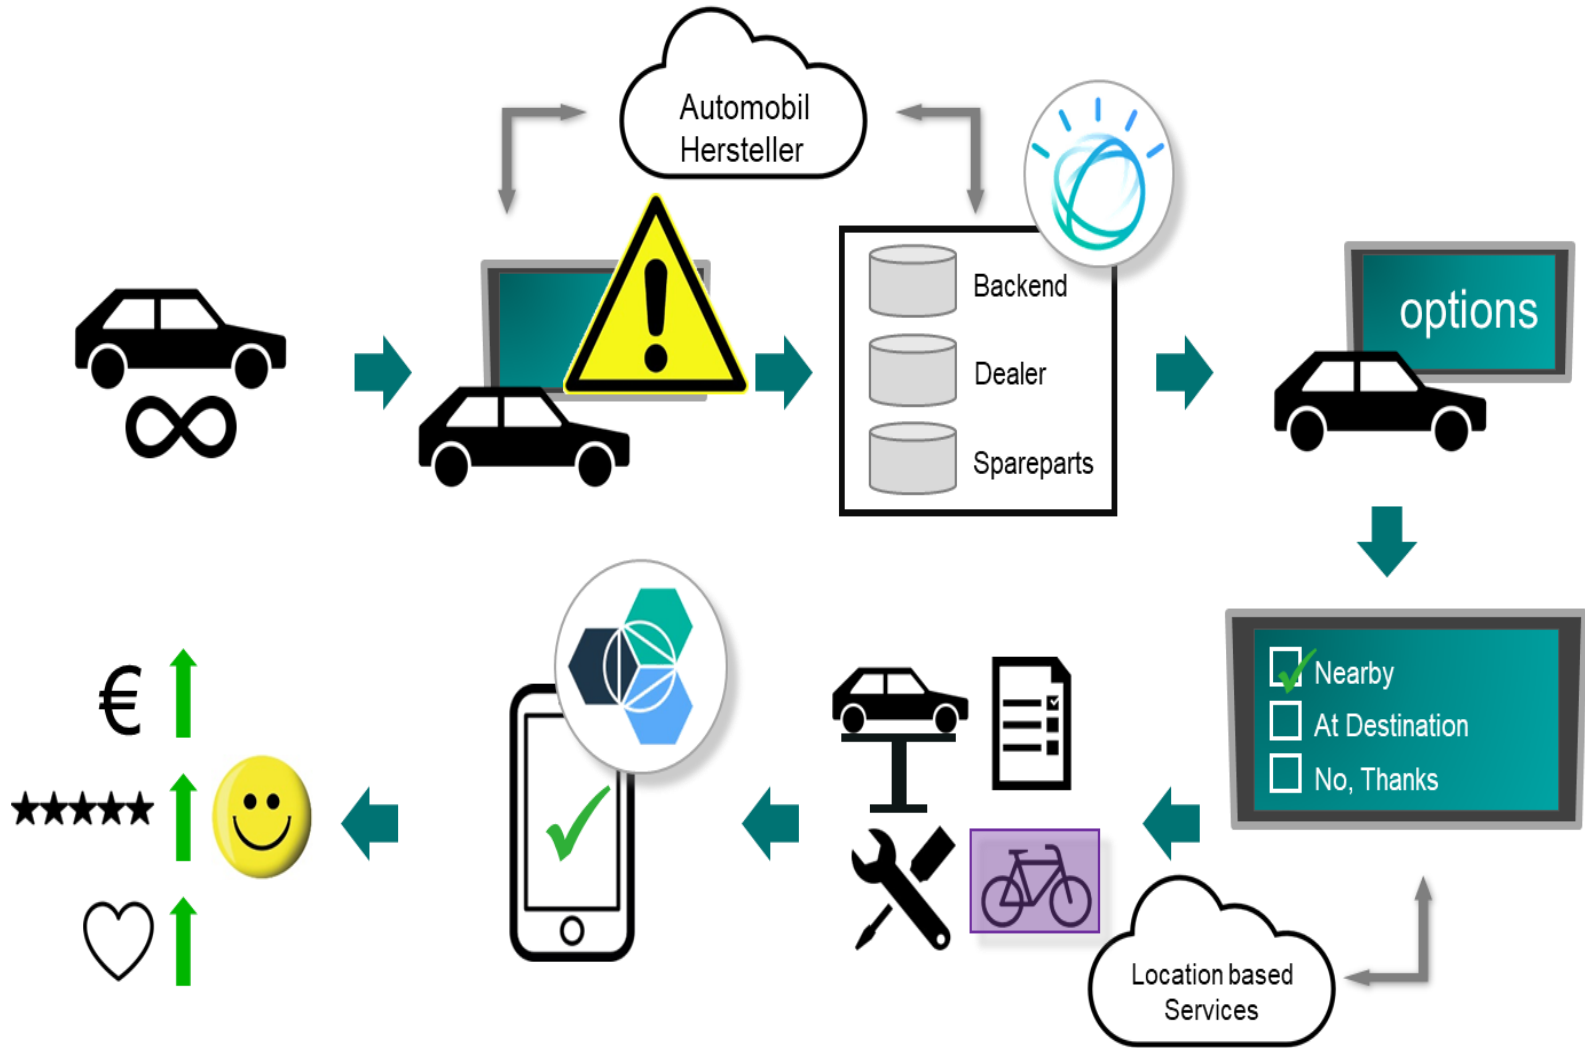 Automobil
Hersteller
Backend
Dealer
Spareparts
options
Nearby
At Destination
No, Thanks
Location based
Services
€